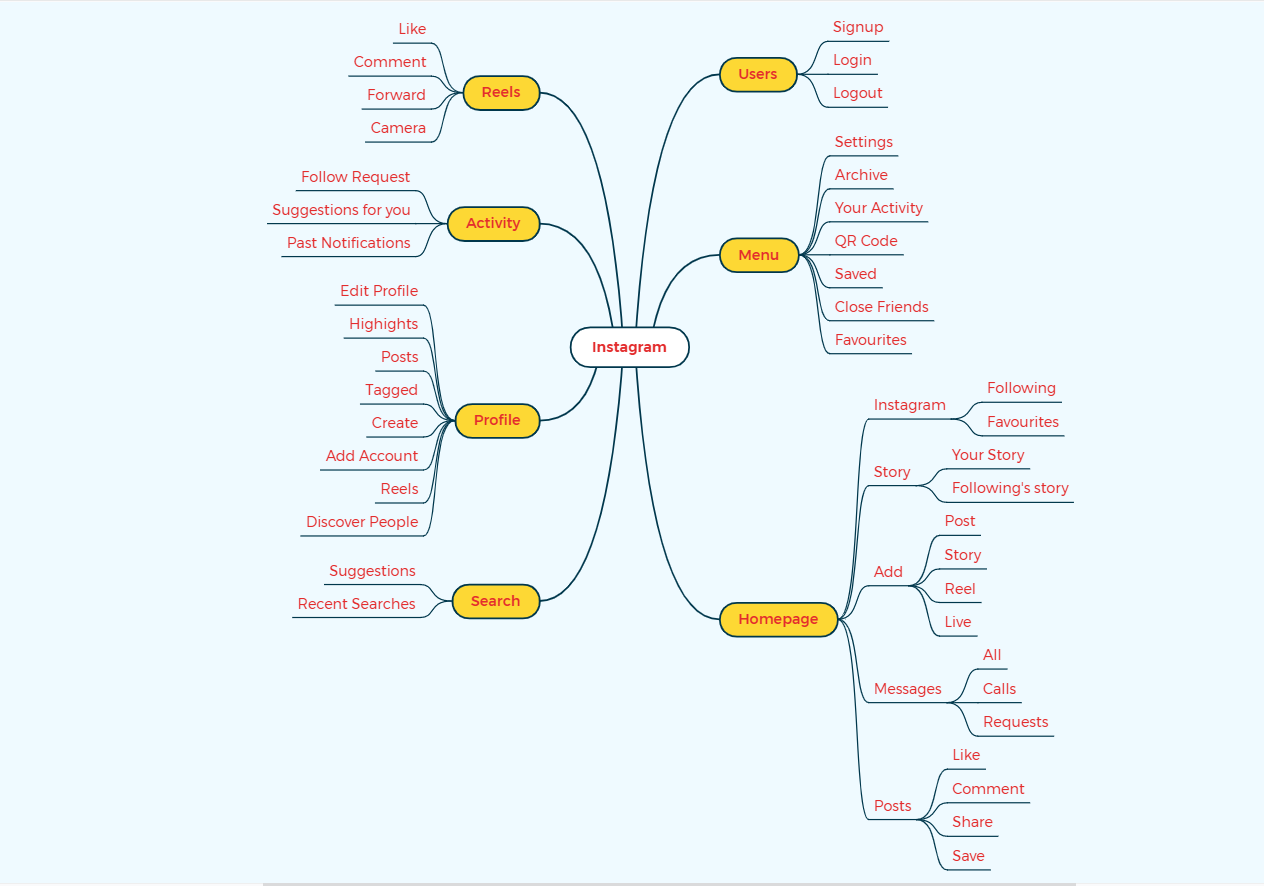 Instagram
Users
Signup
Login
Logout
Menu
Settings
Archive
Your Activity
QR Code
Saved
Close Friends
Favourites
Homepage
Instagram
Following
Favourites
Story
Your Story
Following's story
Add
Post
Story
Reel
Live
Messages
All
Calls
Requests
Posts
Like
Comment
Share
Save
Reels
Like
Comment
Forward
Camera
Activity
Follow Request
Suggestions for you
Past Notifications
Profile
Edit Profile
Highights
Posts
Tagged
Create
Add Account
Reels
Discover People
Search
Suggestions
Recent Searches